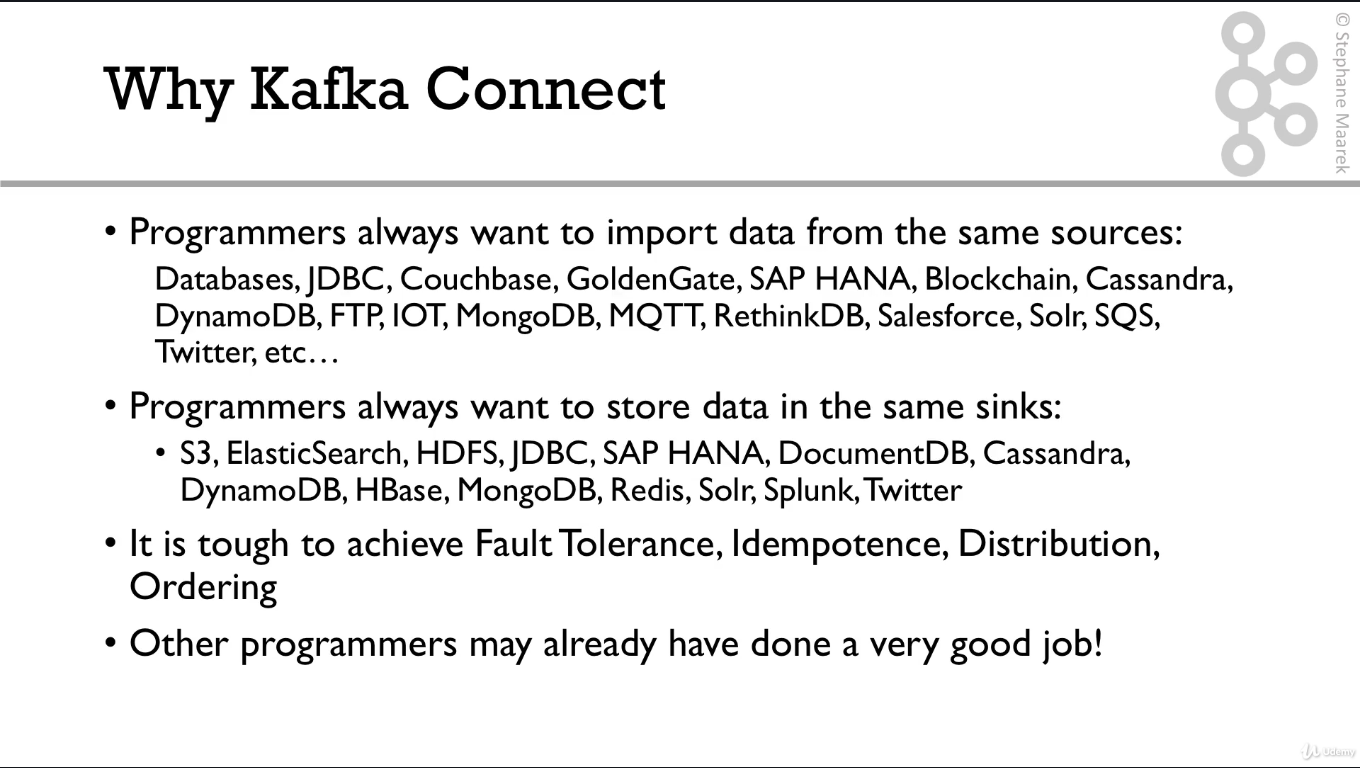 Why Kafka Connect
© Stephane Maarek
• Programmers always want to import data from the same sources:
Databases, JDBC, Couchbase, GoldenGate, SAP HANA, Blockchain, Cassandra,
DynamoDB, FTP, IOT, MongoDB, MQTT, RethinkDB, Salesforce, Solr, SQS,
Twitter, etc…
• Programmers always want to store data in the same sinks:
• S3, ElasticSearch, HDFS, JDBC, SAP HANA, DocumentDB, Cassandra,
DynamoDB, HBase, MongoDB, Redis, Solr, Splunk, Twitter
• It is tough to achieve Fault Tolerance, Idempotence, Distribution,
Ordering
• Other programmers may already have done a very good job!
Udemy